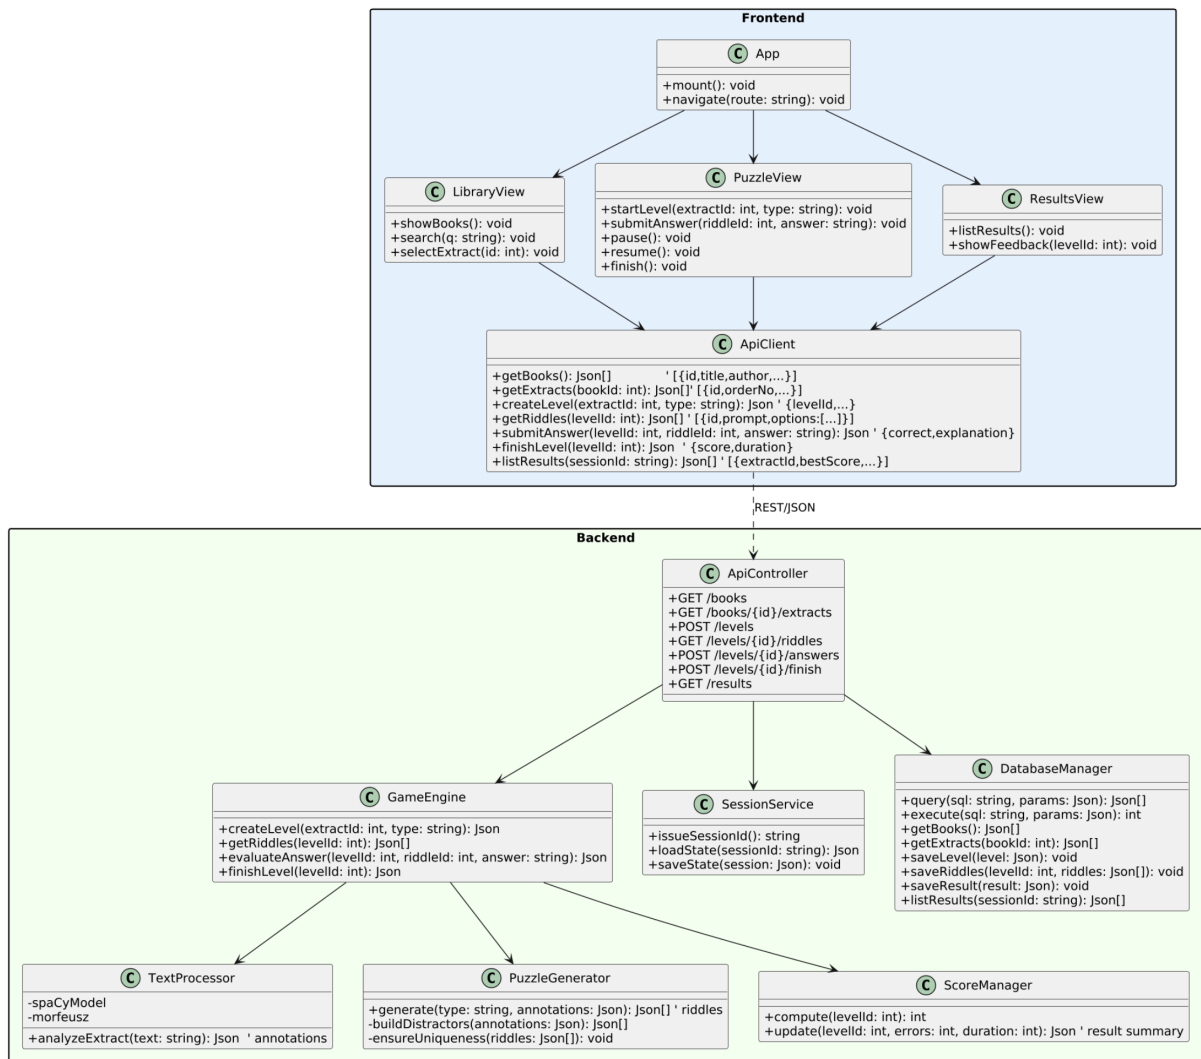 Frontend
C App
+mount(): void
+navigate(route: string): void
C LibraryView
+showBooks(): void
+search(q: string): void
+selectExtract(id: int): void
C PuzzleView
+startLevel(extractId: int, type: string): void
+submitAnswer(riddleId: int, answer: string): void
+pause(): void
+resume(): void
+finish(): void
C ResultsView
+listResults(): void
+showFeedback(levelId: int): void
C ApiClient
+getBooks(): Json[] ' [{id,title,author,...}]
+getExtracts(bookId: int): Json[]' [{id,orderNo,...}]
+createLevel(extractId: int, type: string): Json ' {levelId,...}
+getRiddles(levelId: int): Json[] ' [{id,prompt,options:[...]}]
+submitAnswer(levelId: int, riddleId: int, answer: string): Json ' {correct,explanation}
+finishLevel(levelId: int): Json ' {score,duration}
+listResults(sessionId: string): Json[] ' [{extractId,bestScore,...}]
REST/JSON
Backend
C ApiController
+GET /books
+GET /books/{id}/extracts
+POST /levels
+GET /levels/{id}/riddles
+POST /levels/{id}/answers
+POST /levels/{id}/finish
+GET /results
C GameEngine
+createLevel(extractId: int, type: string): Json
+getRiddles(levelId: int): Json[]
+evaluateAnswer(levelId: int, riddleId: int, answer: string): Json
+finishLevel(levelId: int): Json
C SessionService
+issueSessionId(): string
+loadState(sessionId: string): Json
+saveState(session: Json): void
C DatabaseManager
+query(sql: string, params: Json): Json[]
+execute(sql: string, params: Json): int
+getBooks(): Json[]
+getExtracts(bookId: int): Json[]
+saveLevel(level: Json): void
+saveRiddles(levelId: int, riddles: Json[]): void
+saveResult(result: Json): void
+listResults(sessionId: string): Json[]
C TextProcessor
-spaCyModel
-morfeusz
+analyzeExtract(text: string): Json ' annotations
C PuzzleGenerator
+generate(type: string, annotations: Json): Json[] ' riddles
-buildDistractors(annotations: Json): Json[]
-ensureUniqueness(riddles: Json[]): void
C ScoreManager
+compute(levelId: int): int
+update(levelId: int, errors: int, duration: int): Json ' result summary